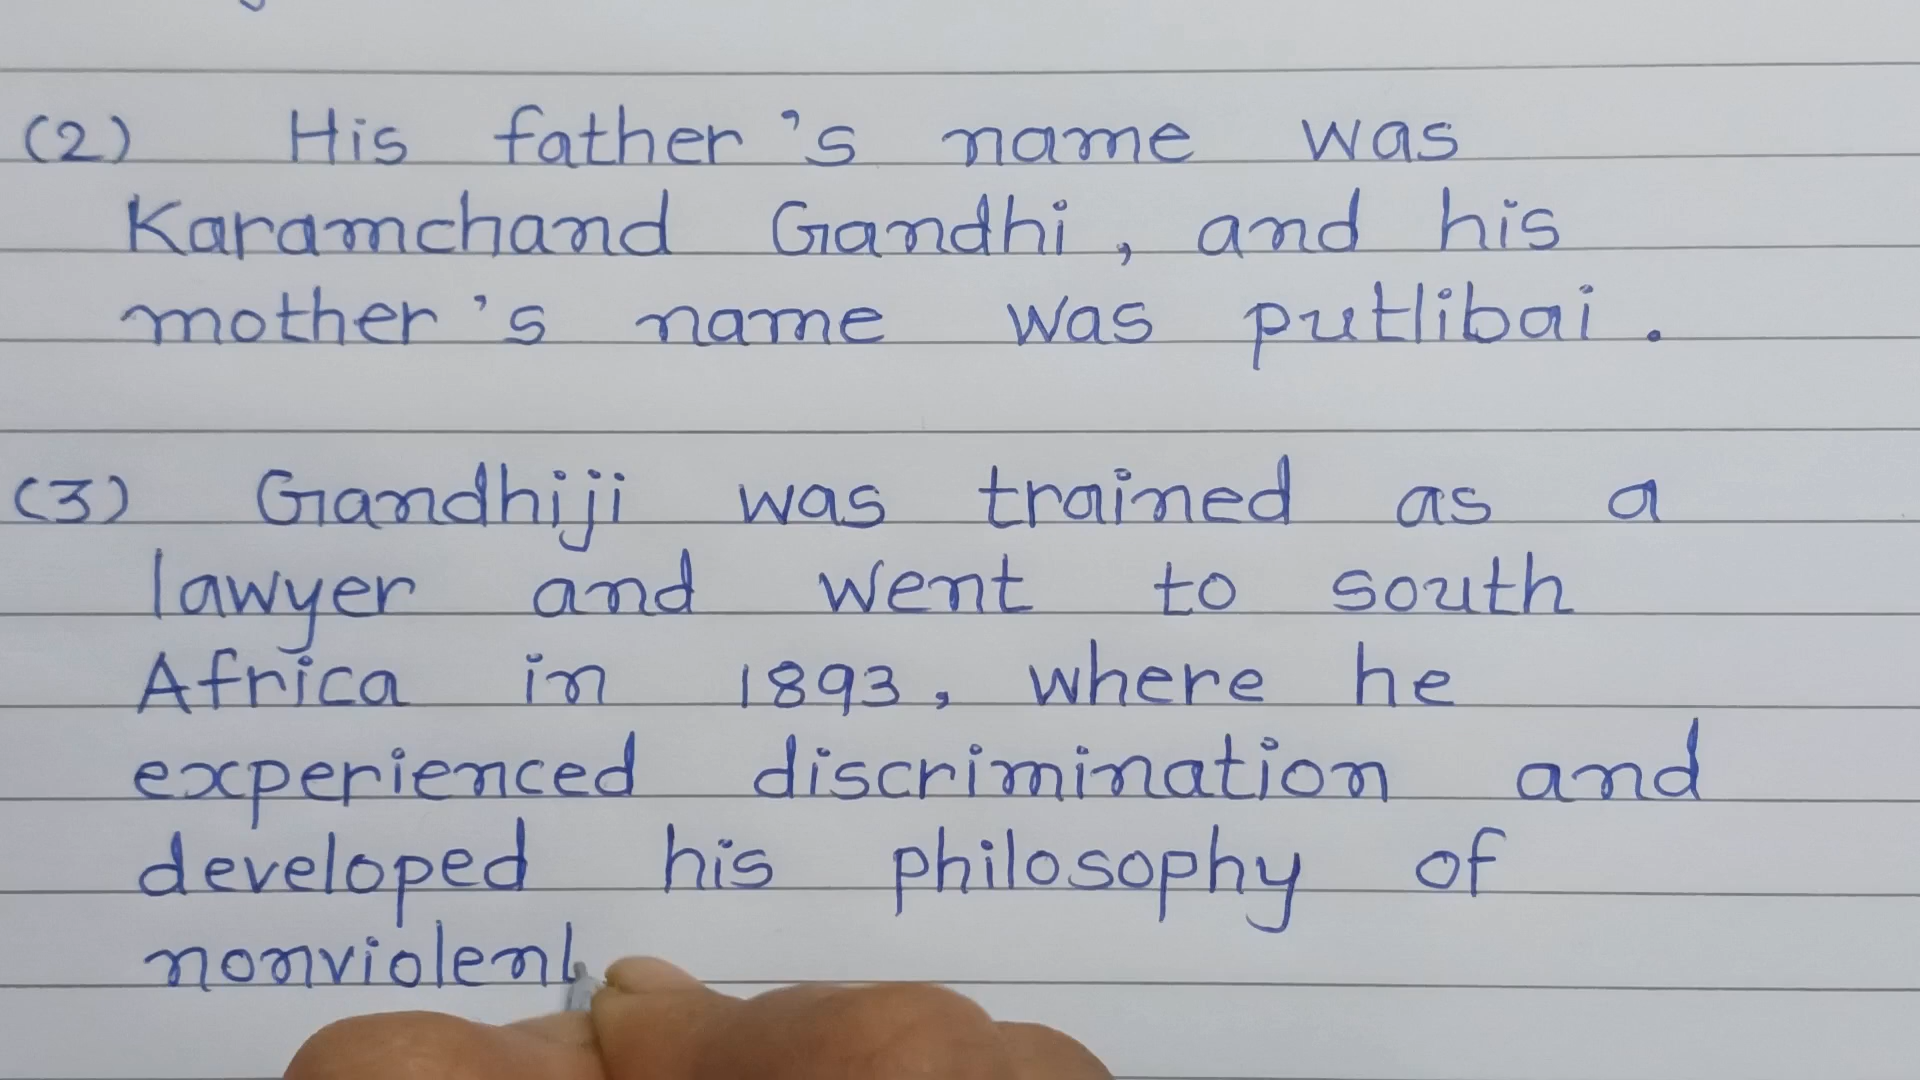 (2) His father's name was
Karamchand Gandhi, and his
mother's name was putlibai.
(3) Gandhiji was trained as a
lawyer and went to south
Africa in 1893, where he
experienced discrimination and
developed his philosophy of